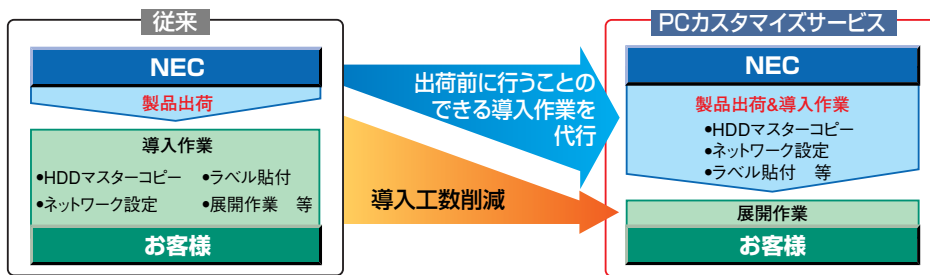 従来
NEC
製品出荷
導入作業
•HDDマスターコピー •ラベル貼付
•ネットワーク設定 •展開作業 等
お客様
出荷前に行うことの
できる導入作業を
代行
導入工数削減
PCカスタマイズサービス
NEC
製品出荷&導入作業
•HDDマスターコピー
•ネットワーク設定
•ラベル貼付 等
展開作業
お客様